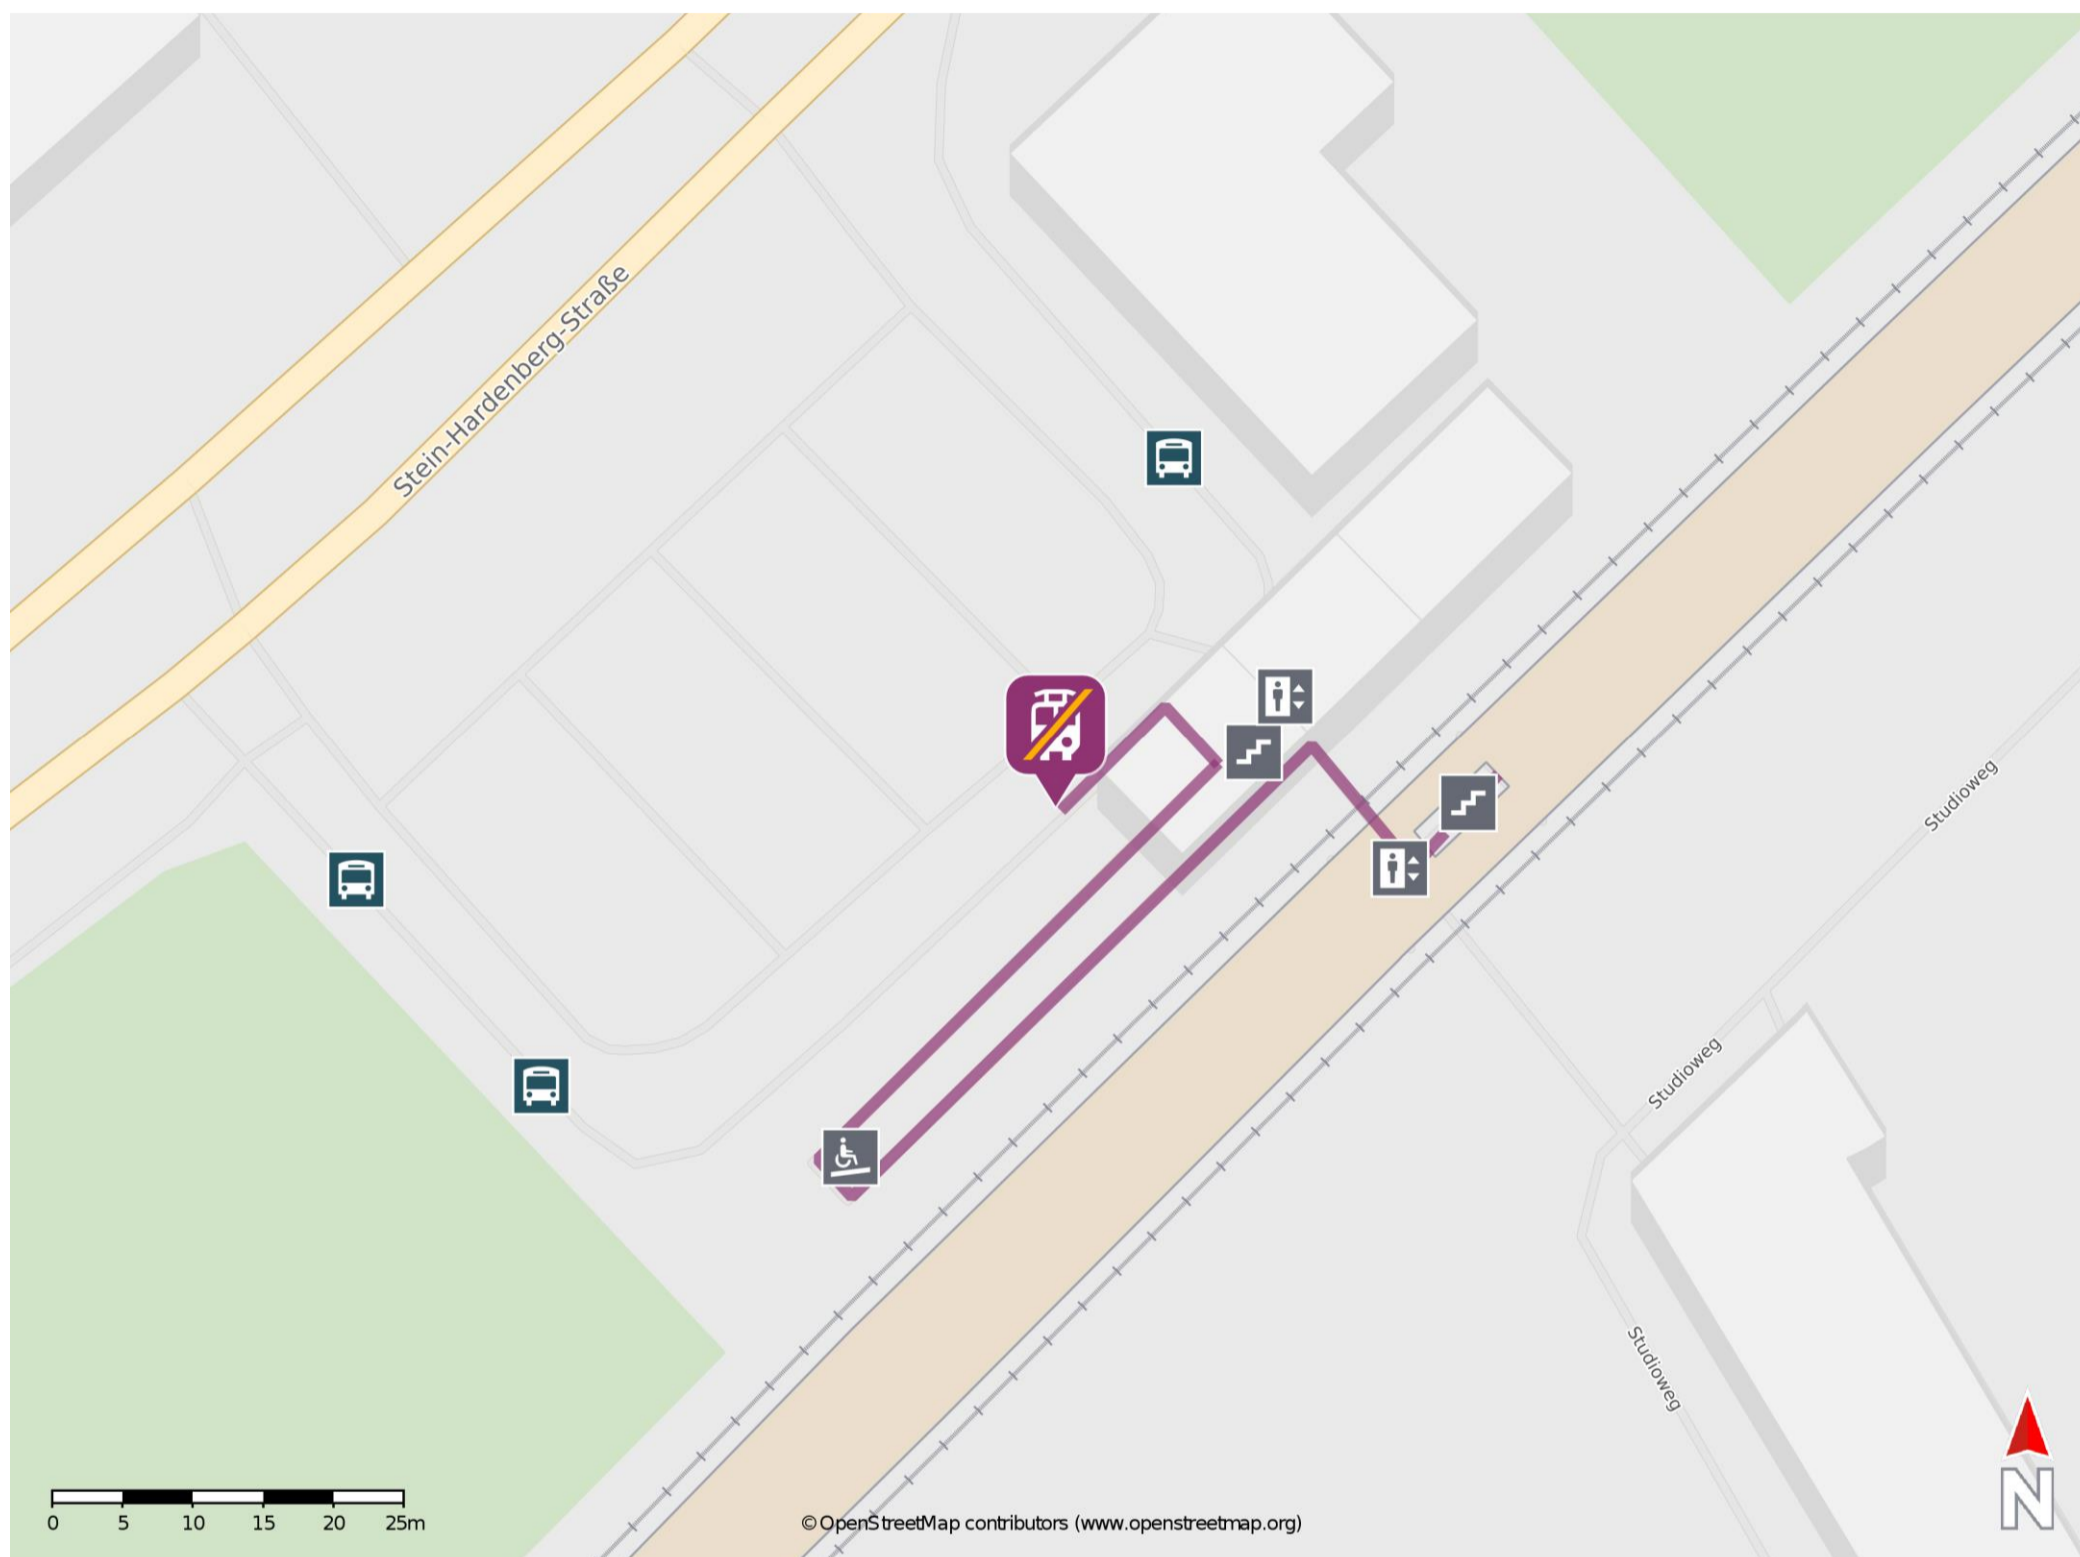 Stein-Hardenberg-Straße
Studioweg
Studioweg
Studioweg
0 5 10 15 20 25m
©OpenStreetMap contributors (www.openstreetmap.org)
N